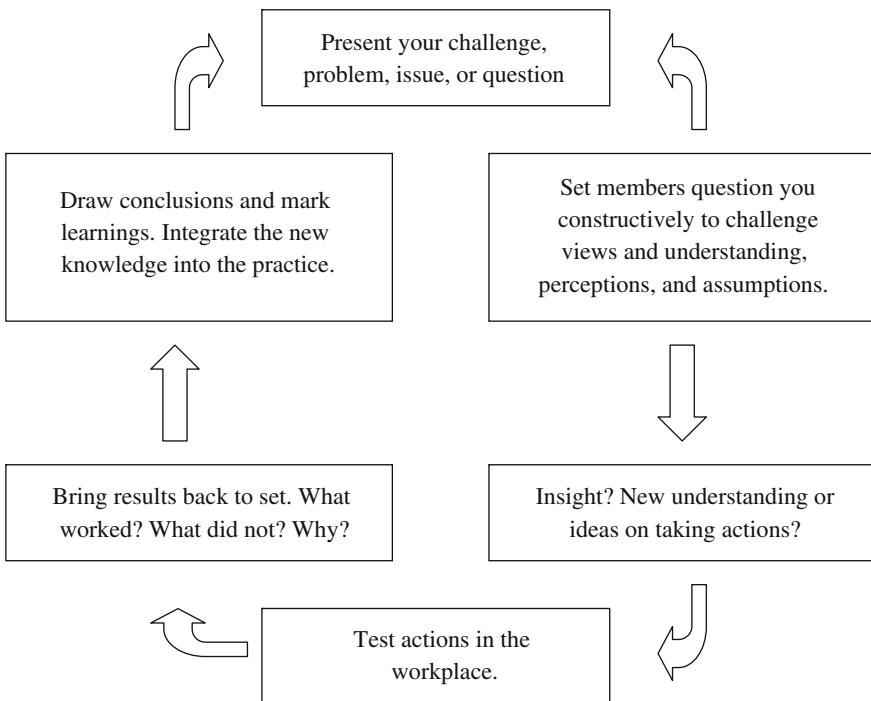 Present your challenge,
problem, issue, or question
Set members question you
constructively to challenge
views and understanding,
perceptions, and assumptions.
Insight? New understanding or
ideas on taking actions?
Test actions in the
workplace.
Bring results back to set. What
worked? What did not? Why?
Draw conclusions and mark
learnings. Integrate the new
knowledge into the practice.